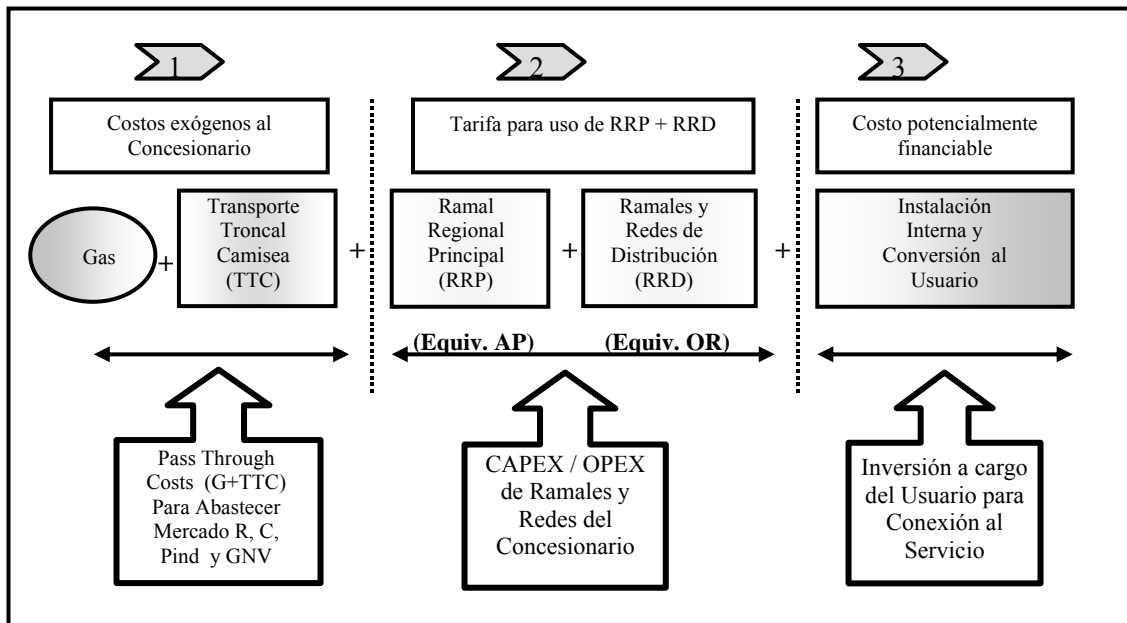 1
2
3
Costos exógenos al
Concesionario
Tarifa para uso de RRP + RRD
Costo potencialmente
financiable
Gas
+
Transporte
Troncal
Camisea
(TTC)
+
Ramal
Regional
Principal
(RRP)
+
Ramales y
Redes de
Distribución
(RRD)
+
Instalación
Interna y
Conversión al
Usuario
(Equiv. AP)
(Equiv. OR)
Pass Through
Costs (G+TTC)
Para Abastecer
Mercado R, C,
Pind y GNV
CAPEX / OPEX
de Ramales y
Redes del
Concesionario
Inversión a cargo
del Usuario para
Conexión al
Servicio